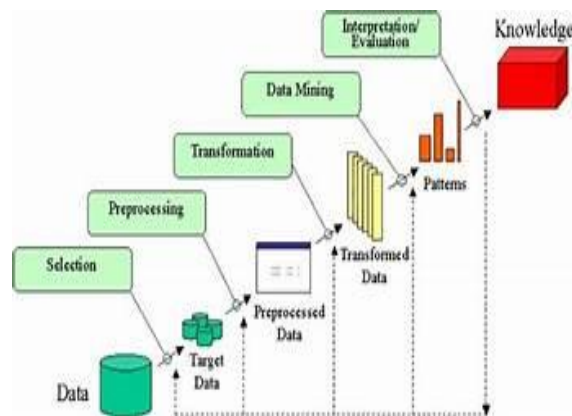 Interpretation/
Evaluation
Knowledge
Data Mining
Transformation
Patterns
Preprocessing
Transformed
Data
Selection
Preprocessed
Data
Target
Data
Data